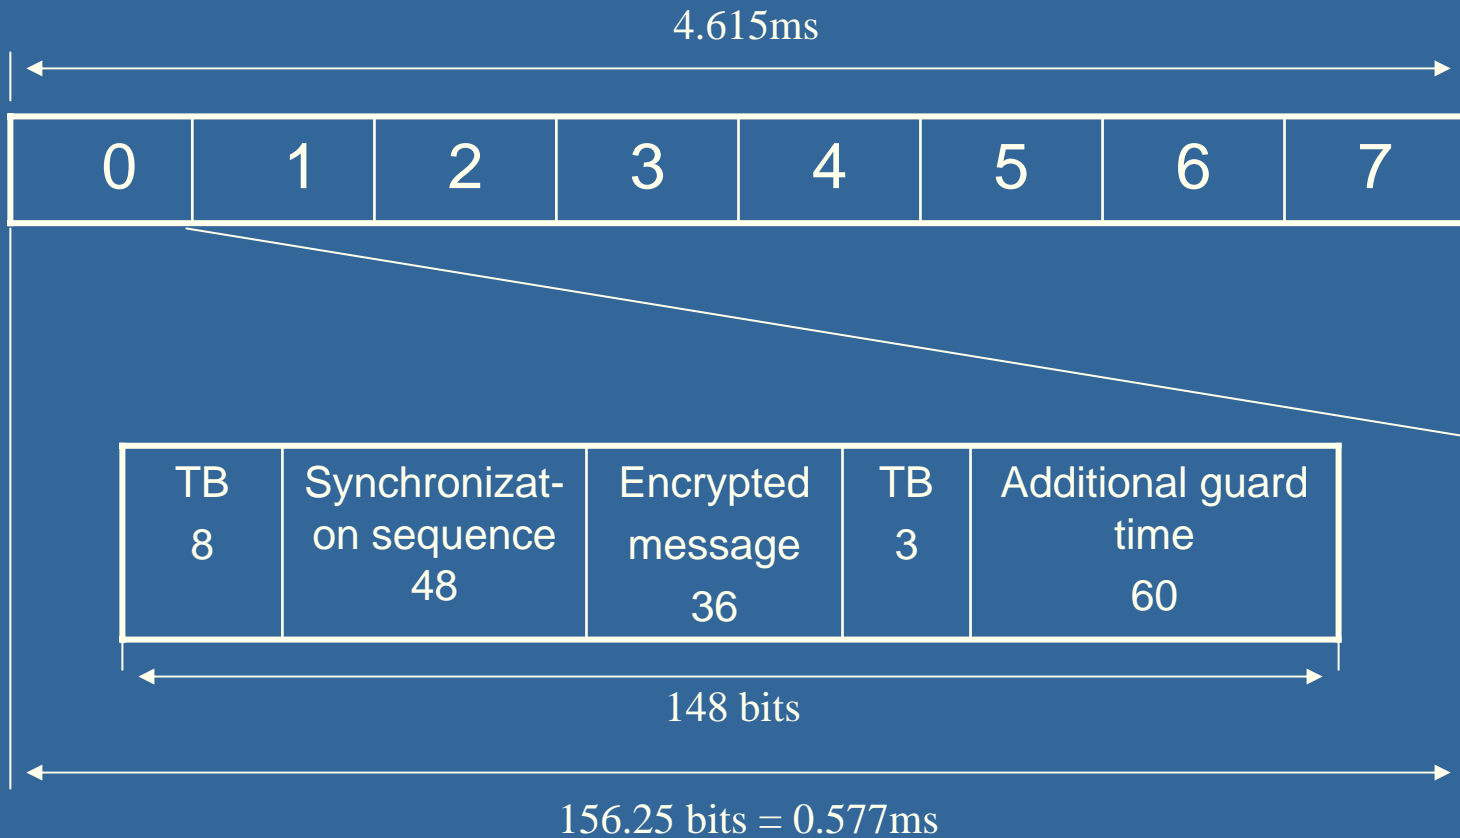 4.615ms
0 1 2 3 4 5 6 7
TB
8
Synchronizat-
on sequence
48
Encrypted
message
36
TB
3
Additional guard
time
60
148 bits
156.25 bits = 0.577ms